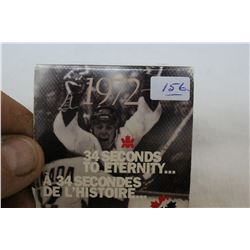 1972
156
34 SECONDS
TO ETERNITY...
À 34 SECONDES
DE L'HISTOIRE....